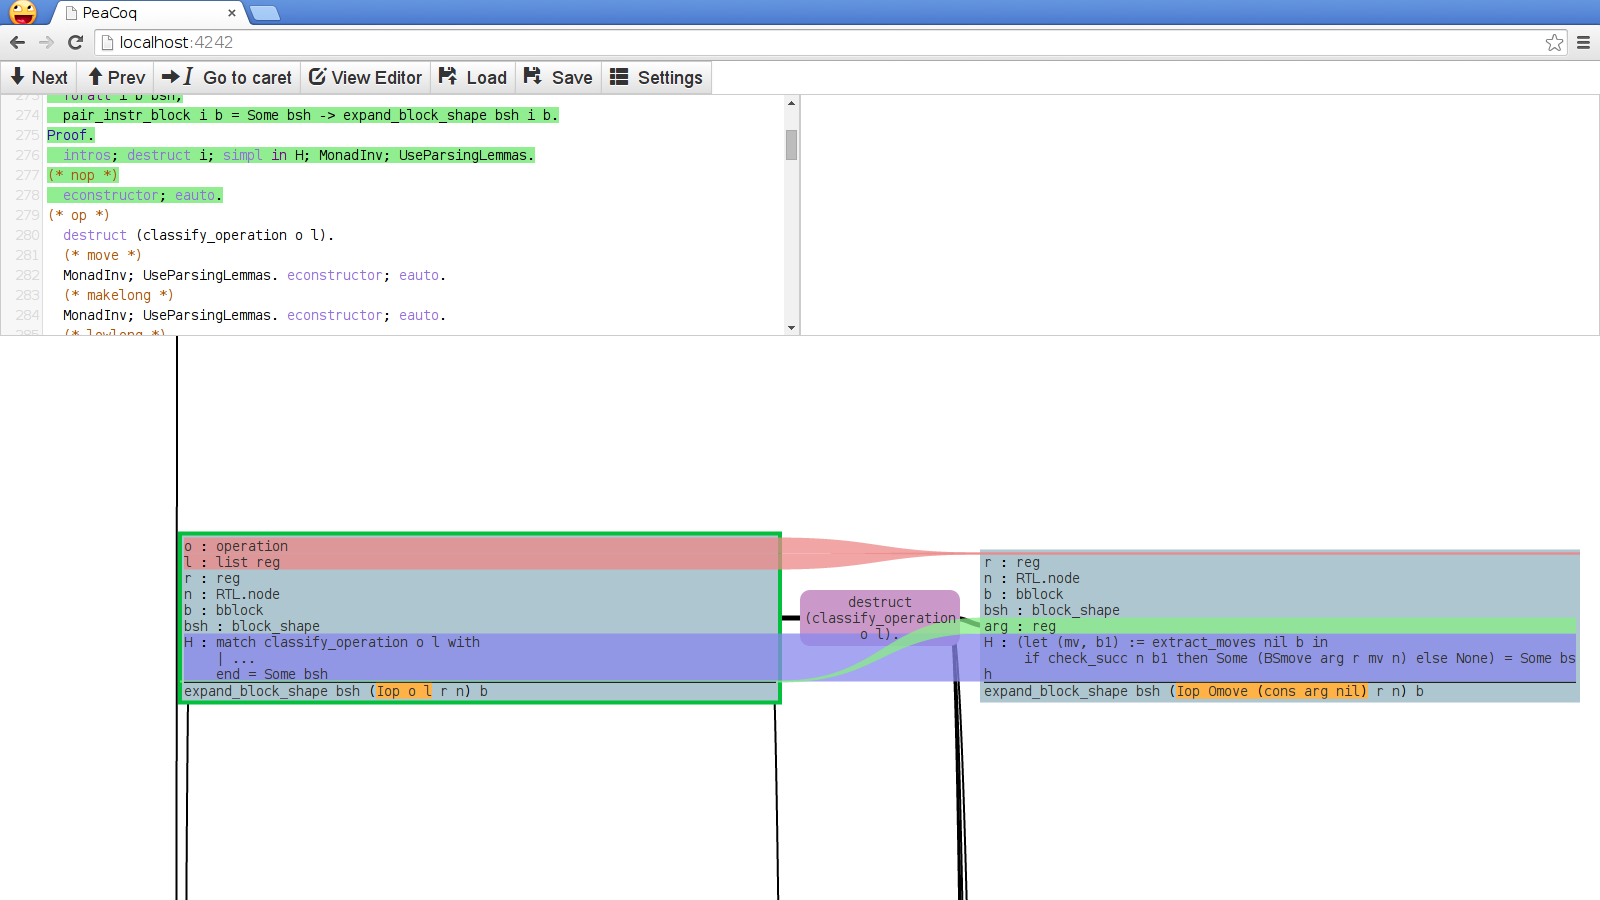 PeaCoq ×
localhost:4242
Next Prev Go to caret View Editor Load Save Settings
273 forall i b bsh,
274 pair_instr_block i b = Some bsh -> expand_block_shape bsh i b.
275 Proof.
276 intros; destruct i; simpl in H; MonadInv; UseParsingLemmas.
277 (* nop *)
278 econstructor; eauto.
279 (* op *)
280 destruct (classify_operation o l).
281 (* move *)
282 MonadInv; UseParsingLemmas. econstructor; eauto.
283 (* makelong *)
284 MonadInv; UseParsingLemmas. econstructor; eauto.
285 (* lowlong *)
o : operation
l : list reg
r : reg
n : RTL.node
b : bblock
bsh : block_shape
H : match classify_operation o l with
| ...
end = Some bsh
expand_block_shape bsh (Iop o l r n) b
destruct
(classify_operation
o l).
r : reg
n : RTL.node
b : bblock
bsh : block_shape
arg : reg
H : (let (mv, b1) := extract_moves nil b in
if check_succ n b1 then Some (BSmove arg r mv n) else None) = Some bs
h
expand_block_shape bsh (Iop Omove (cons arg nil) r n) b